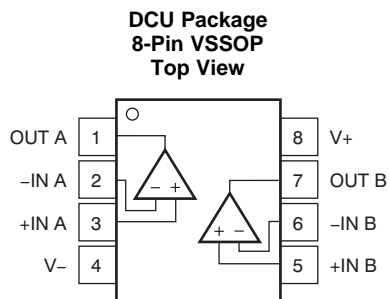 DCU Package
8-Pin VSSOP
Top View
OUT A 1 8 V+
−IN A 2 7 OUT B
− +
+IN A 3 6 −IN B
+ −
V− 4 5 +IN B